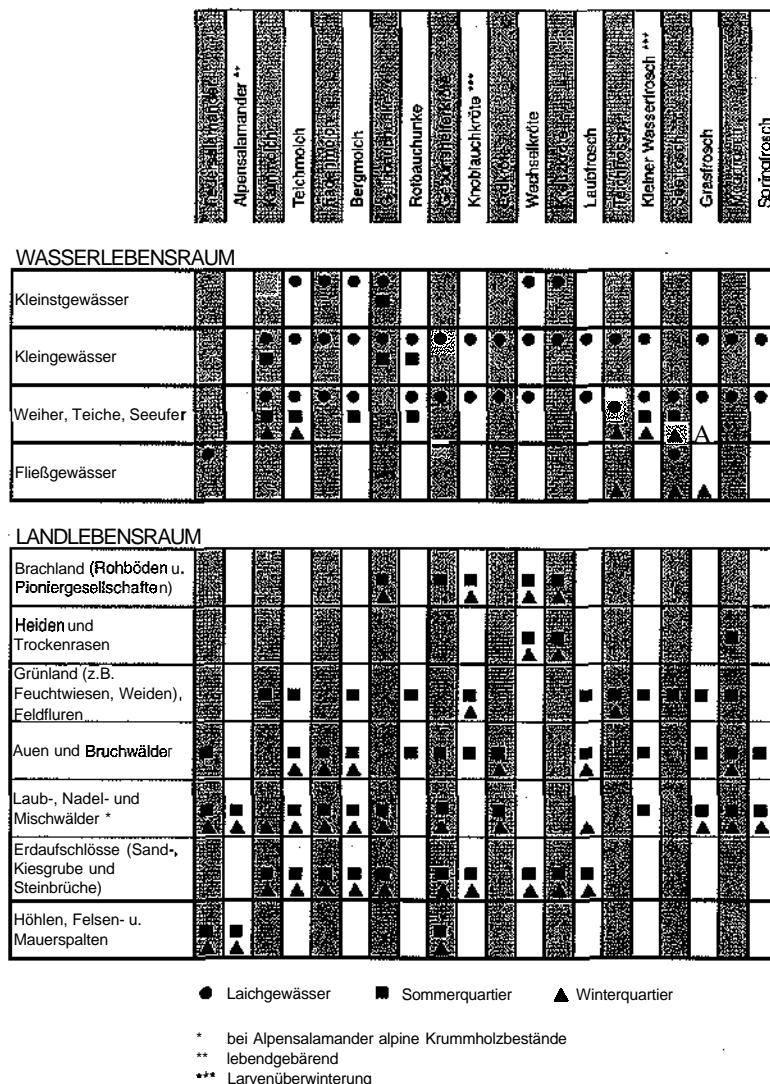 Alpensalamander **
Teichmolch
Bergmolch
Rotbauchunke
Knoblauchkröte ***
Wechselkröte
Laubfrosch
Kleiner Wasserfrosch ***
Grasfrosch
Springfrosch
WASSERLEBENSRAUM
Kleinstgewässer
Kleingewässer
Weiher, Teiche, Seeufer
A
Fließgewässer
LANDLEBENSRAUM
Brachland (Rohböden u.
Pioniergesellschaften)
Heiden und
Trockenrasen
Grünland (z.B.
Feuchtwiesen, Weiden),
Feldfluren
Auen und Bruchwälder
Laub-, Nadel- und
Mischwälder *
Erdaufschlösse (Sand-,
Kiesgrube und
Steinbrüche)
Höhlen, Felsen- u.
Mauerspalten
Laichgewässer Sommerquartier Winterquartier
* bei Alpensalamander alpine Krummholzbestände
** lebendgebärend
*** Larvenüberwinterung